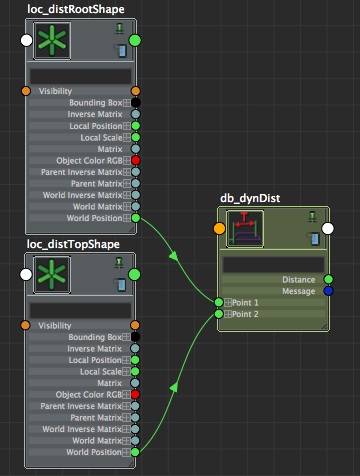 loc_distRootShape
Visibility
Bounding Box
Inverse Matrix
Local Position
Local Scale
Matrix
Object Color RGB
Parent Inverse Matrix
Parent Matrix
World Inverse Matrix
World Matrix
World Position
loc_distTopShape
Visibility
Bounding Box
Inverse Matrix
Local Position
Local Scale
Matrix
Object Color RGB
Parent Inverse Matrix
Parent Matrix
World Inverse Matrix
World Matrix
World Position
db_dynDist
Distance
Message
Point 1
Point 2